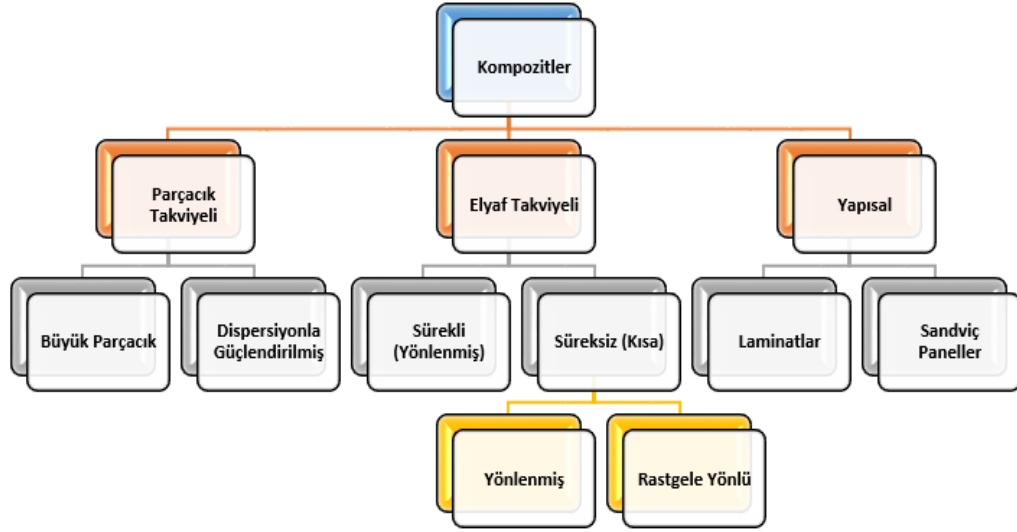 Kompozitler
Parçacık
Takviyeli
Elyaf Takviyeli
Yapısal
Büyük Parçacık
Dispersiyonla
Güçlendirilmiş
Sürekli
(Yönlenmiş)
Süreksiz (Kısa)
Laminatlar
Sandviç
Paneller
Yönlenmiş
Rastgele Yönlü